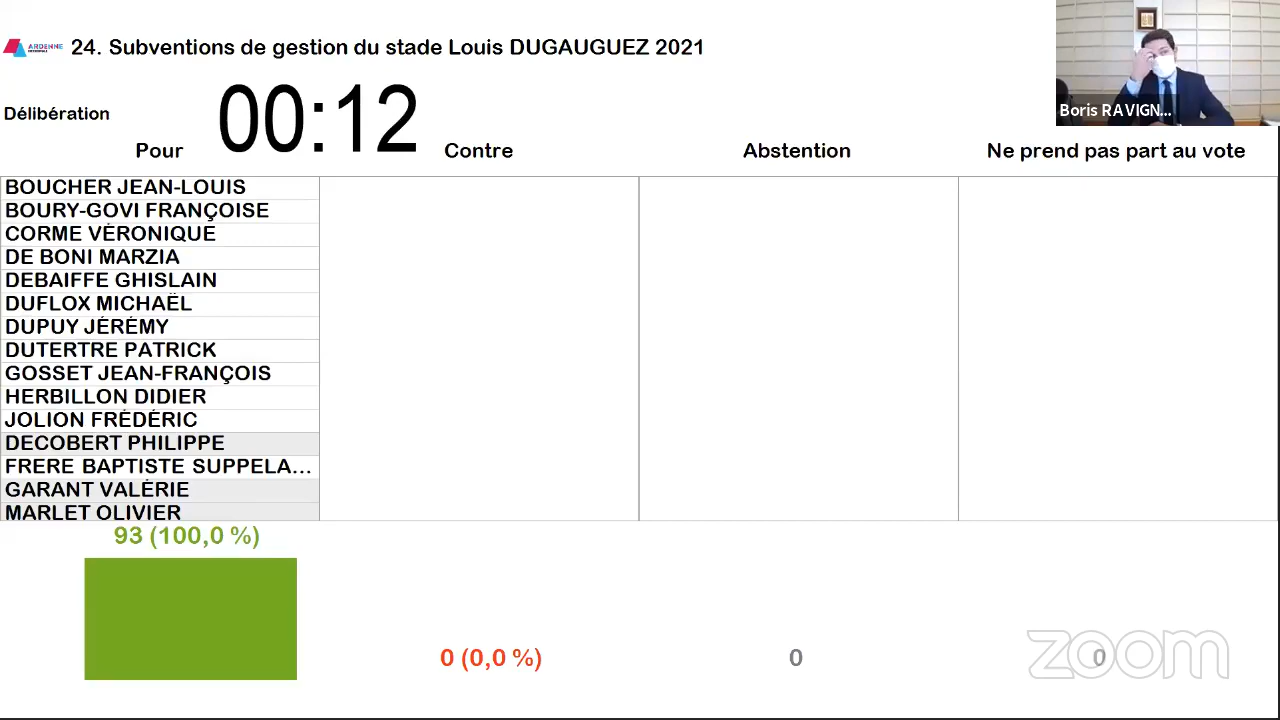 ARDENNE
24. Subventions de gestion du stade Louis DUGAUGUEZ 2021
Boris RAVIGN...
Délibération
00:12
Pour
Contre
Abstention
Ne prend pas part au vote
BOUCHER JEAN-LOUIS
BOURY-GOVI FRANÇOISE
CORME VÉRONIQUE
DE BONI MARZIA
DEBAIFFE GHISLAIN
DUFLOX MICHAËL
DUPUY JÉRÉMY
DUTERTRE PATRICK
GOSSET JEAN-FRANÇOIS
HERBILLON DIDIER
JOLION FRÉDÉRIC
DECOBERT PHILIPPE
FRERE BAPTISTE SUPPELA...
GARANT VALÉRIE
MARLET OLIVIER
93 (100,0 %)
0 (0,0 %)
0
0
zoom